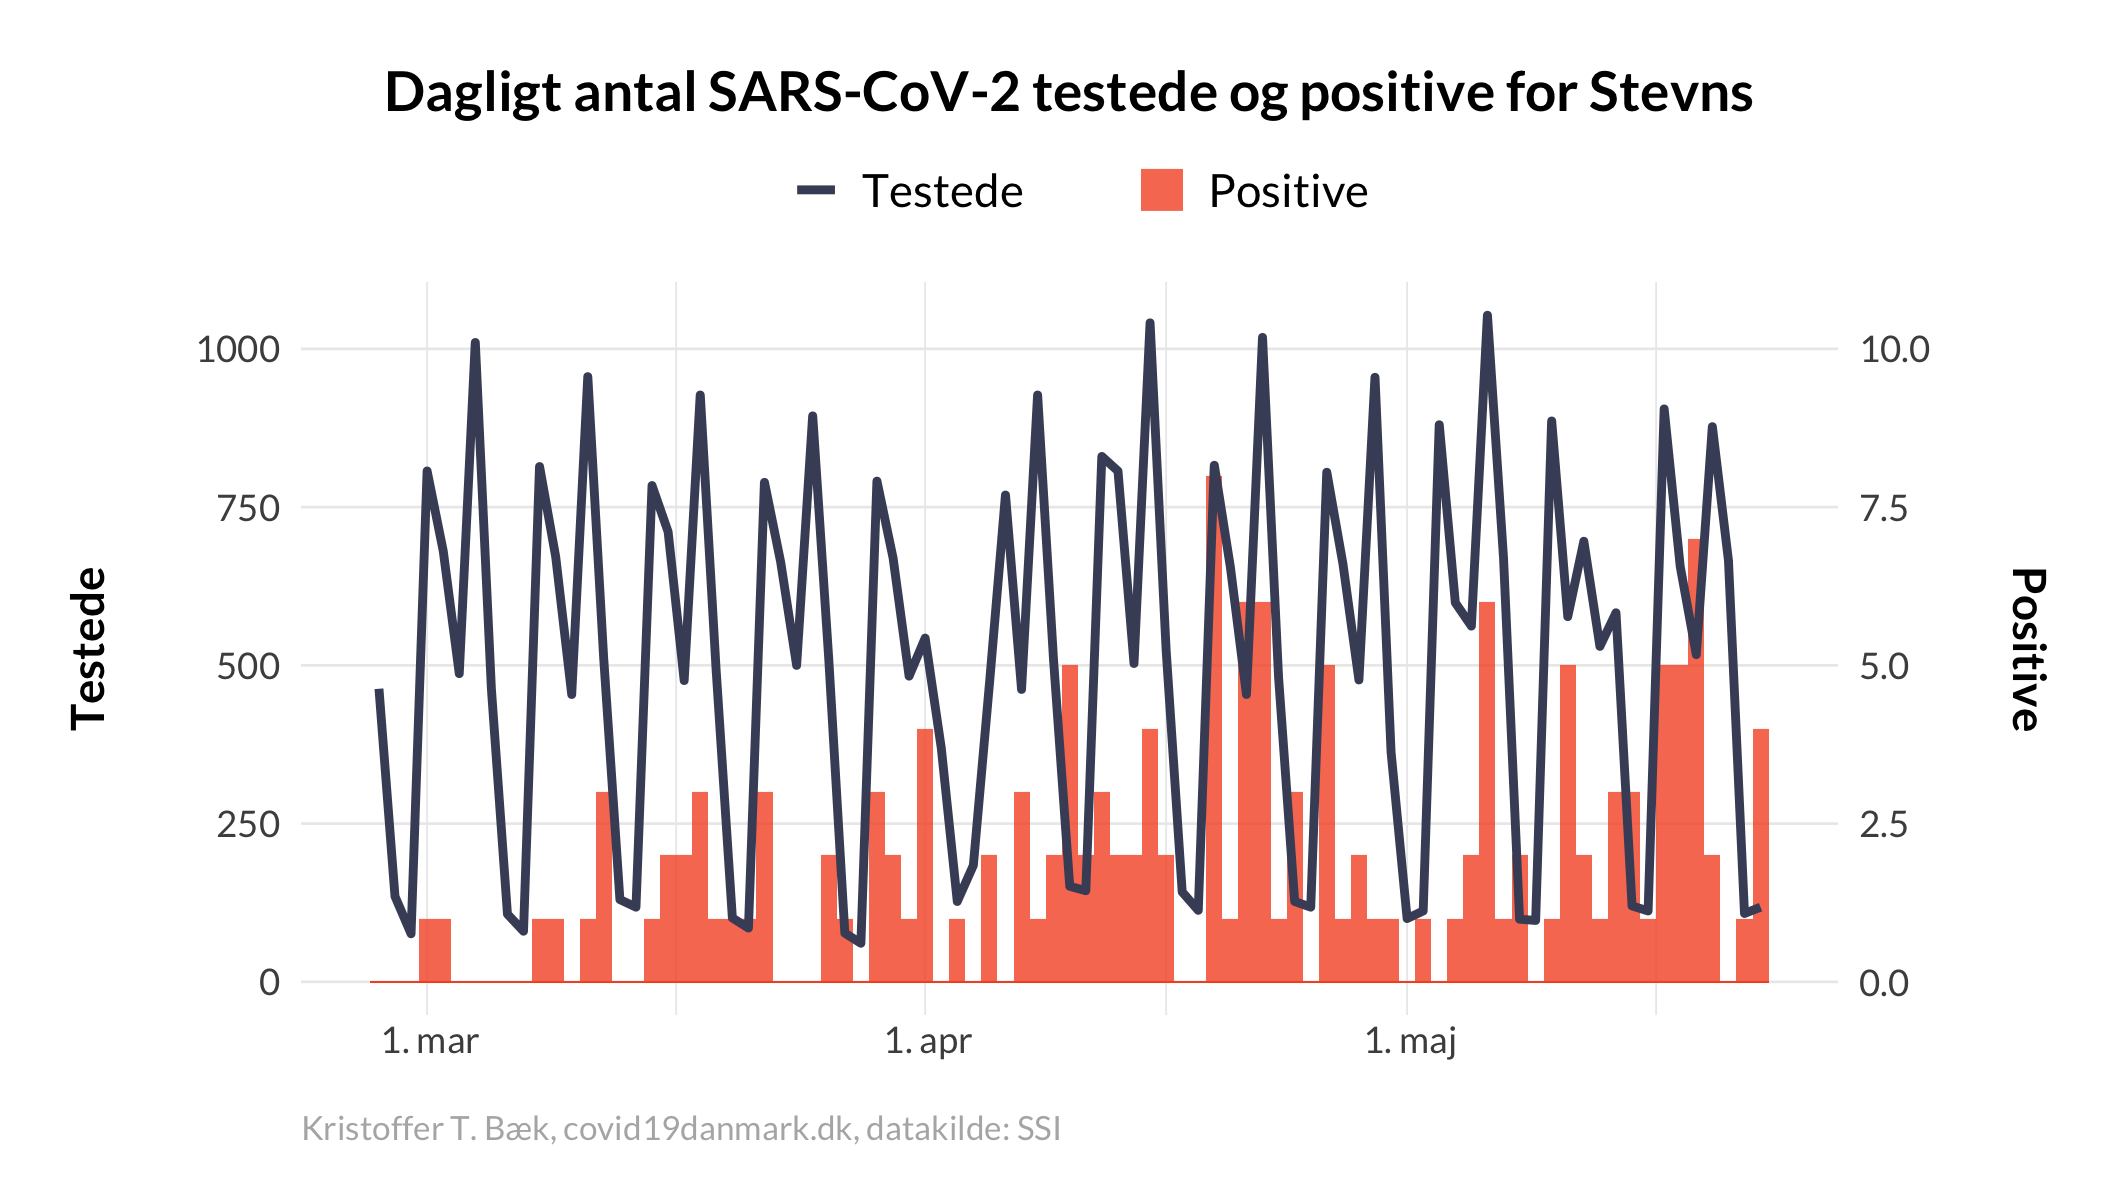 Dagligt antal SARS-CoV-2 testede og positive for Stevns
Testede Positive
1000 10.0
750 7.5
500 5.0
250 2.5
0 0.0
Testede
Positive
1. mar 1. apr 1. maj
Kristoffer T. Bæk, covid19danmark.dk, datakilde: SSI